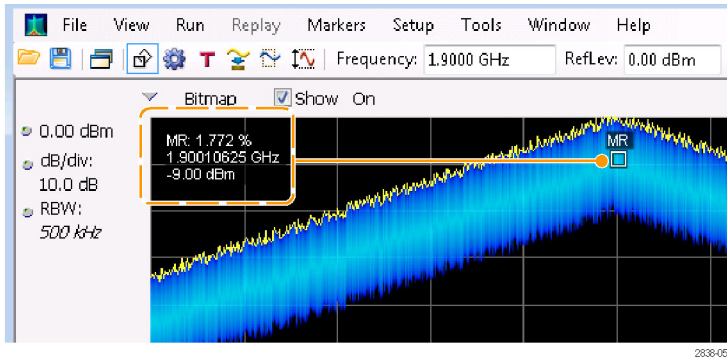 File View Run Replay Markers Setup Tools Window Help
Frequency: 1.9000 GHz RefLev: 0.00 dBm
Bitmap Show On
0.00 dBm
dB/div:
10.0 dB
RBW:
500 kHz
MR: 1.772 %
1.90010625 GHz
-9.00 dBm
MR